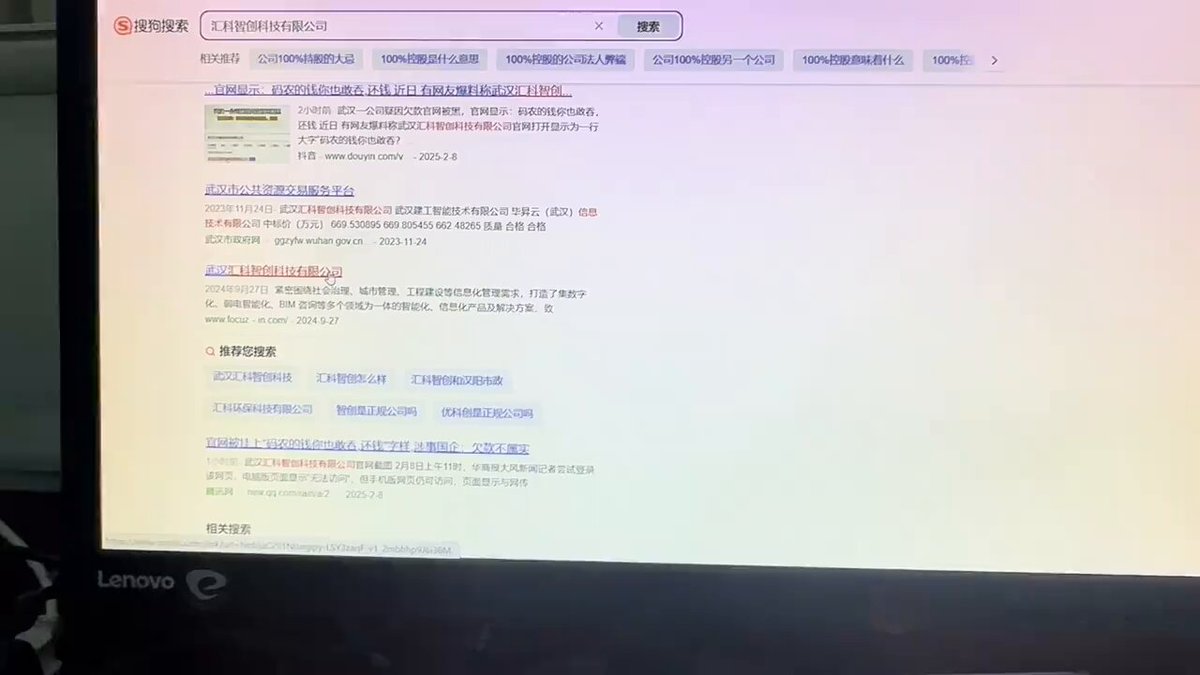 搜狗搜索
汇科智创科技有限公司
搜索
相关推荐 公司100%持股的大忌 100%控股是什么意思 100%控股的公司法人弊端 公司100%控股另一个公司 100%控股意味着什么 100%控
...官网显示：码农的钱你也敢吞,还钱 近日 有网友爆料称武汉汇科智创...
2小时前 武汉一公司疑因欠款官网被黑，官网显示：码农的钱你也敢吞，
还钱 近日 有网友爆料称武汉汇科智创科技有限公司官网打开显示为一行
大字"码农的钱你也敢吞？
抖音 www.douyin.com/v - 2025-2-8
武汉市公共资源交易服务平台
2023年11月24日 武汉汇科智创科技有限公司 武汉建工智能技术有限公司 毕昇云（武汉）信息
技术有限公司 中标价（万元） 669.530895 669.805455 662.48265 质量 合格 合格
武汉市政府网 ggzyfw.wuhan.gov.cn - 2023-11-24
武汉汇科智创科技有限公司
2024年9月27日 紧密围绕社会治理、城市管理、工程建设等信息化管理需求，打造了集数字
化、弱电智能化、BIM 咨询等多个领域为一体的智能化、信息化产品及解决方案，致
www.focuz - in.com/ - 2024-9-27
推荐您搜索
武汉汇科智创科技 汇科智创怎么样 汇科智创和汉阳市政
汇科环保科技有限公司 智创是正规公司吗 优科创是正规公司吗
官网被挂上"码农的钱你也敢吞,还钱"字样,涉事国企：欠款不属实
1小时前 武汉汇科智创科技有限公司官网截图 2月8日上午11时，华商报大风新闻记者尝试登录
该网页，电脑版页面显示"无法访问"，但手机版网页仍可访问，页面显示与网传
腾讯网 new.qq.com/rain/a/2 2025-2-8
相关搜索
Lenovo